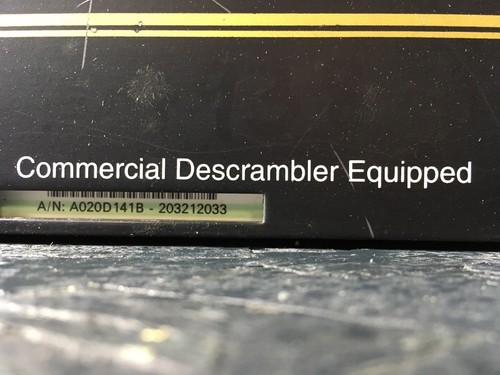 Commercial Descrambler Equipped
A/N: A020D141B - 203212033